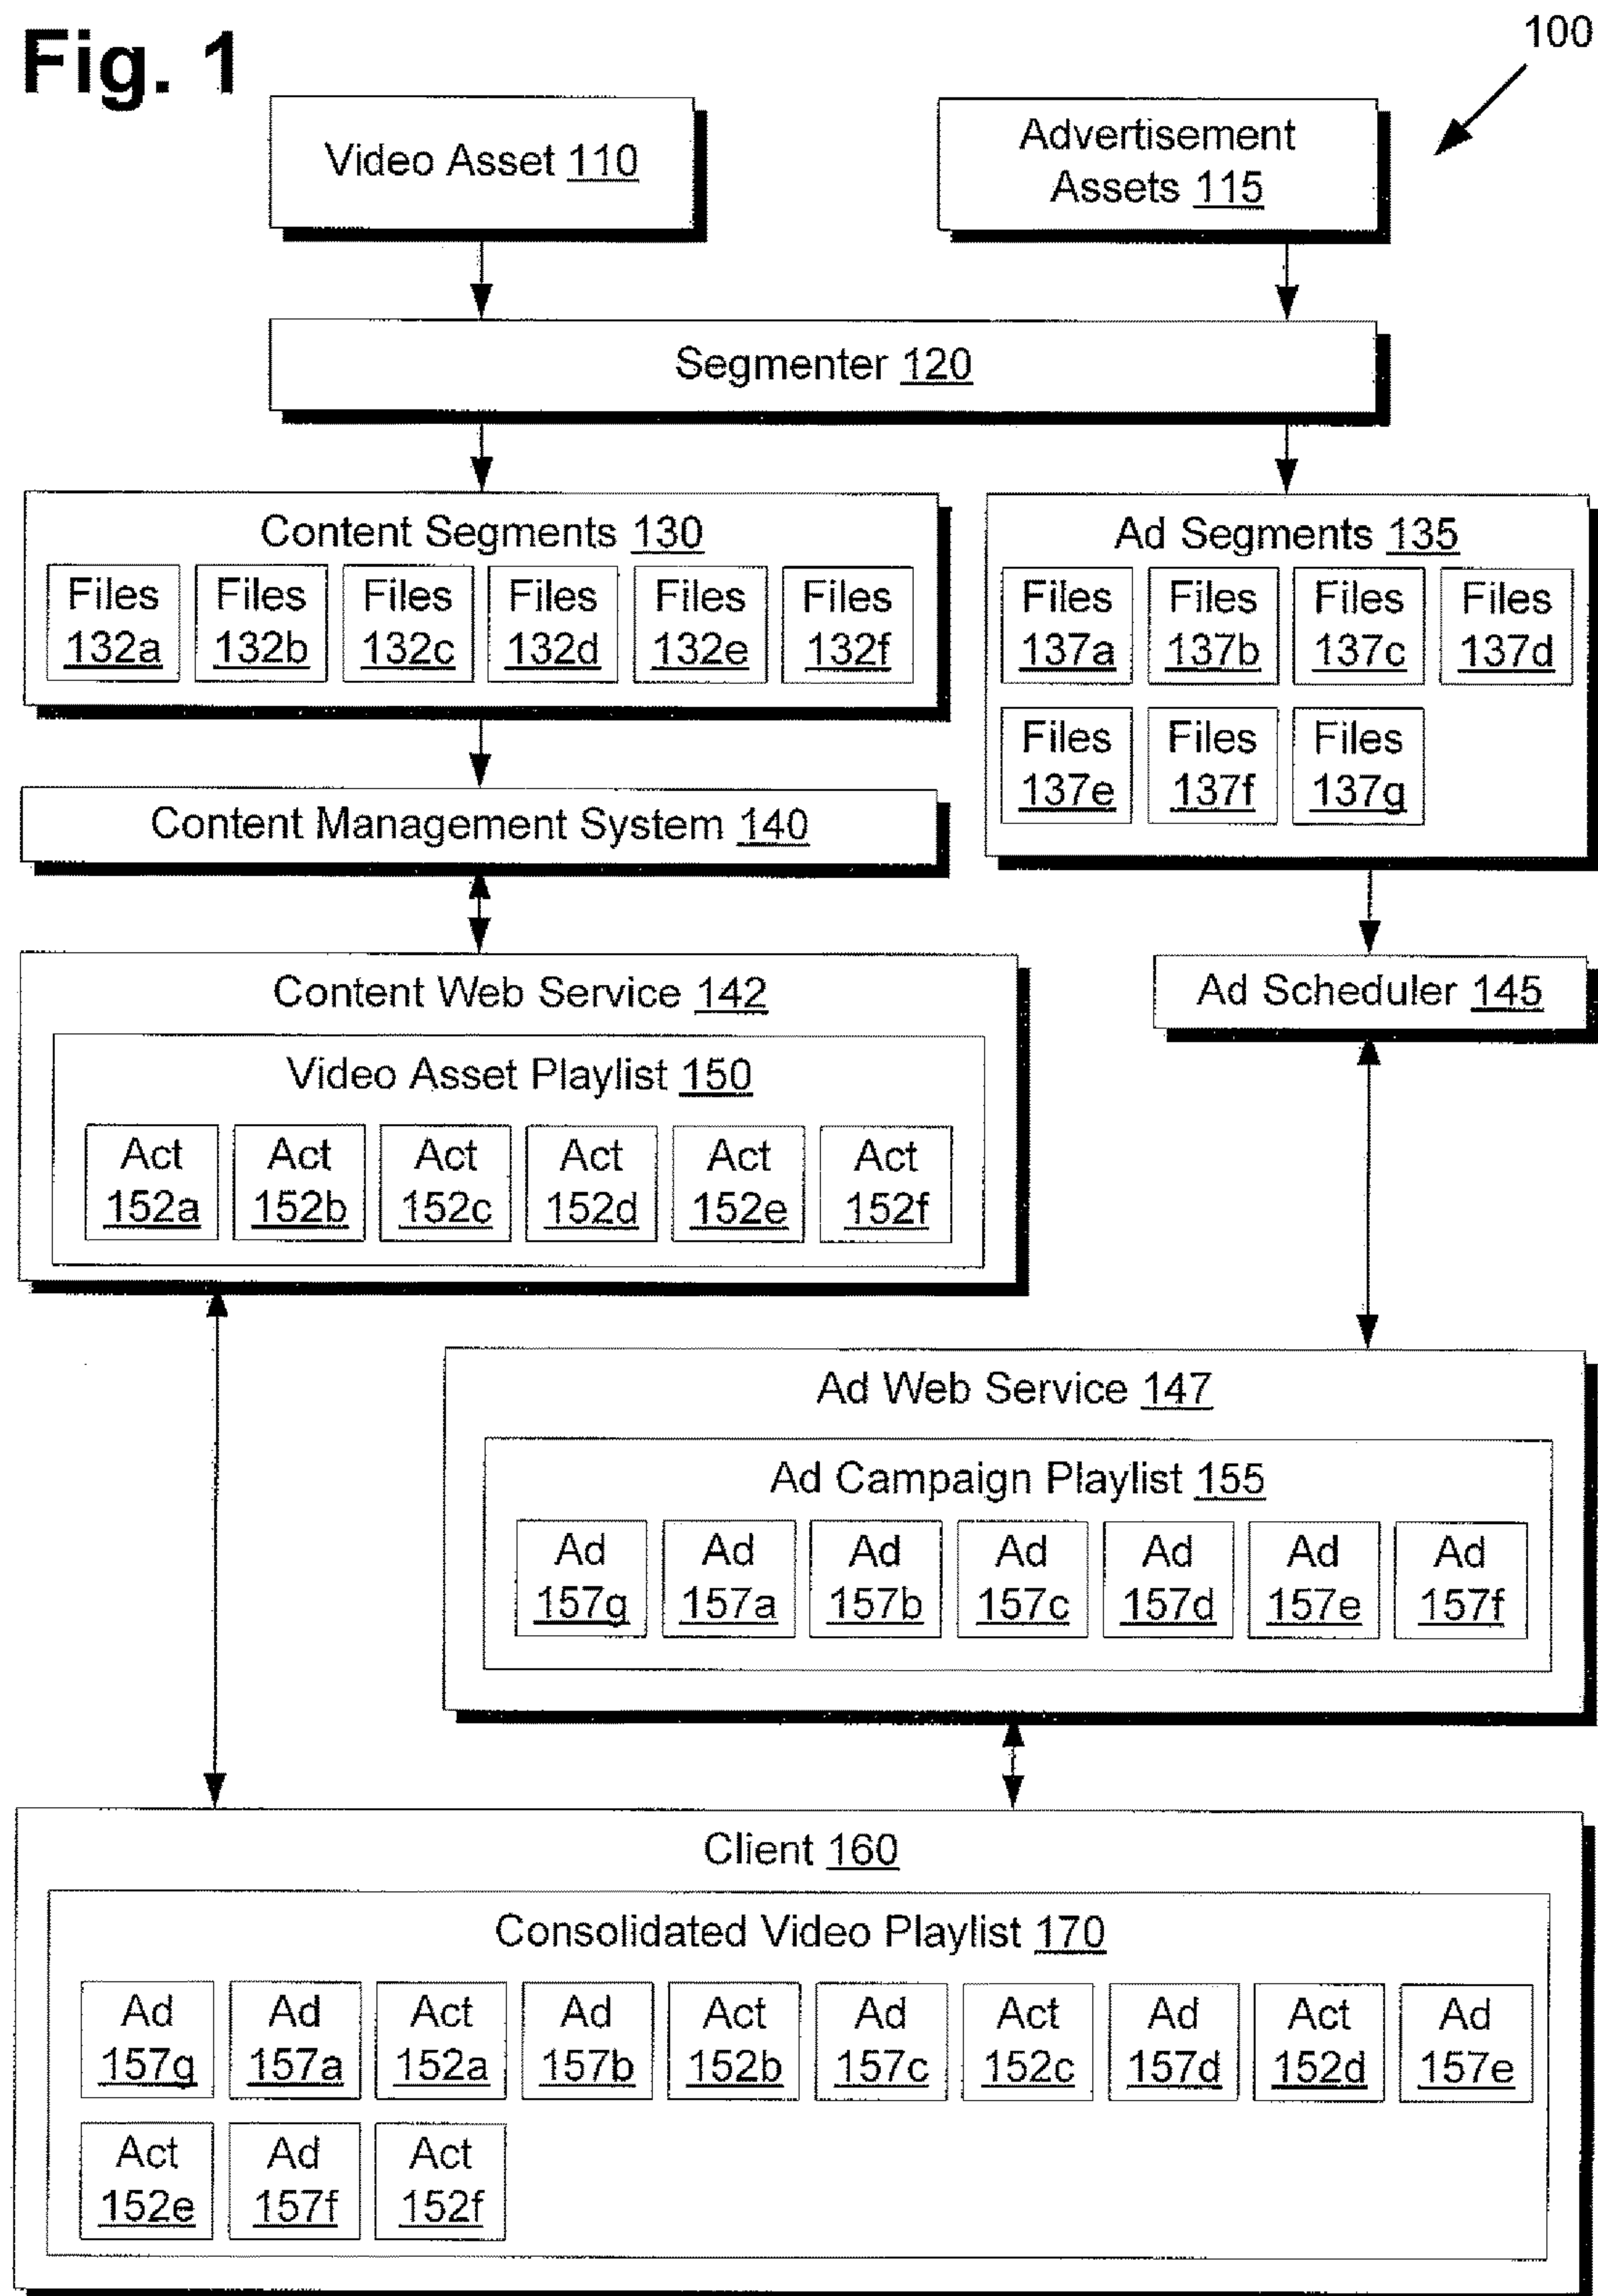 Fig. 1
100
Video Asset 110
Advertisement
Assets 115
Segmenter 120
Content Segments 130
Files 132a
Files 132b
Files 132c
Files 132d
Files 132e
Files 132f
Ad Segments 135
Files 137a
Files 137b
Files 137c
Files 137d
Files 137e
Files 137f
Files 137g
Content Management System 140
Content Web Service 142
Video Asset Playlist 150
Act 152a
Act 152b
Act 152c
Act 152d
Act 152e
Act 152f
Ad Scheduler 145
Ad Web Service 147
Ad Campaign Playlist 155
Ad 157g
Ad 157a
Ad 157b
Ad 157c
Ad 157d
Ad 157e
Ad 157f
Client 160
Consolidated Video Playlist 170
Ad 157g
Ad 157a
Act 152a
Ad 157b
Act 152b
Ad 157c
Act 152c
Ad 157d
Act 152d
Ad 157e
Act 152e
Ad 157f
Act 152f